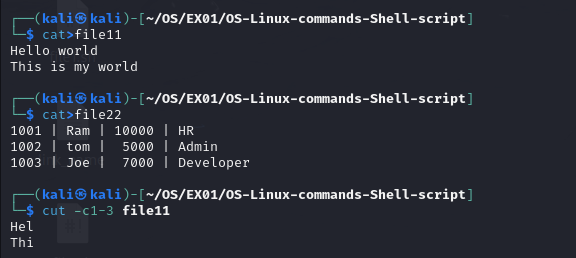 ┌──(kali㉿kali)-[~/OS/EX01/OS-Linux-commands-Shell-script]
└─$ cat>file11
Hello world
This is my world
┌──(kali㉿kali)-[~/OS/EX01/OS-Linux-commands-Shell-script]
└─$ cat>file22
1001 | Ram | 10000 | HR
1002 | tom |  5000 | Admin
1003 | Joe |  7000 | Developer
┌──(kali㉿kali)-[~/OS/EX01/OS-Linux-commands-Shell-script]
└─$ cut -c1-3 file11
Hel
Thi